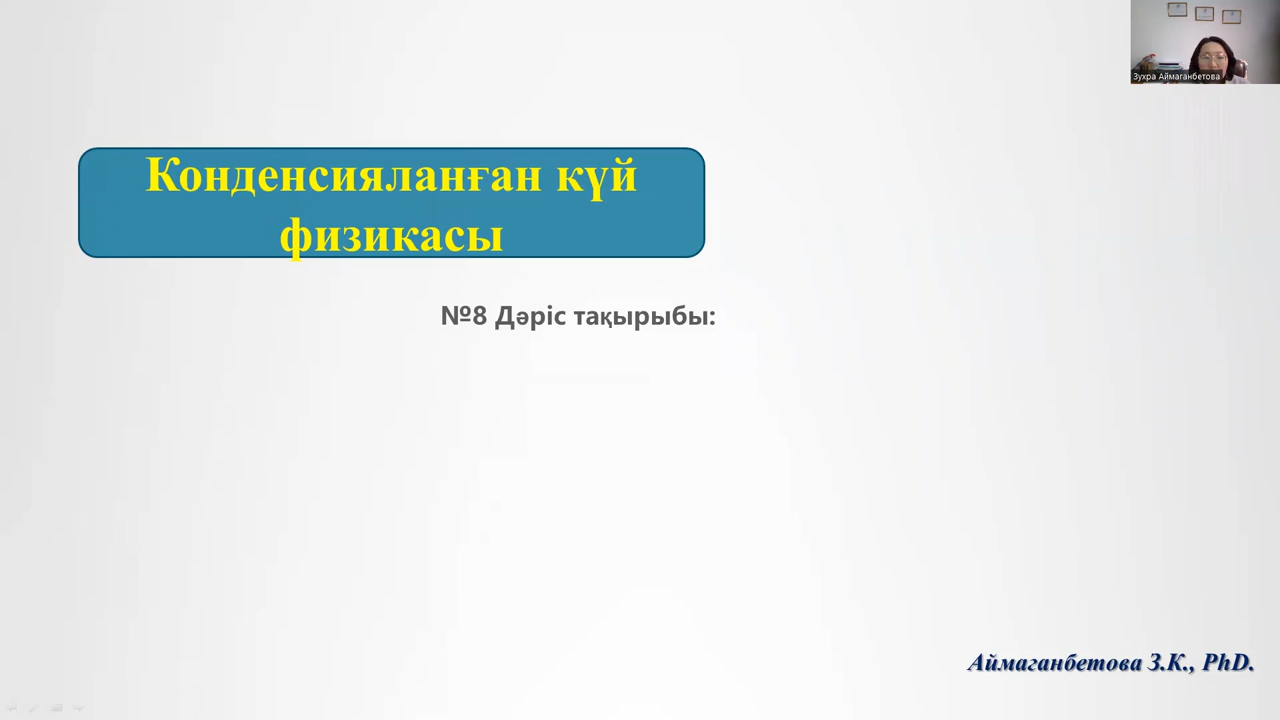 Зухра Аймаганбетова
Конденсияланған күй
физикасы
№8 Дәріс тақырыбы:
Аймаганбетова З.К., PhD.